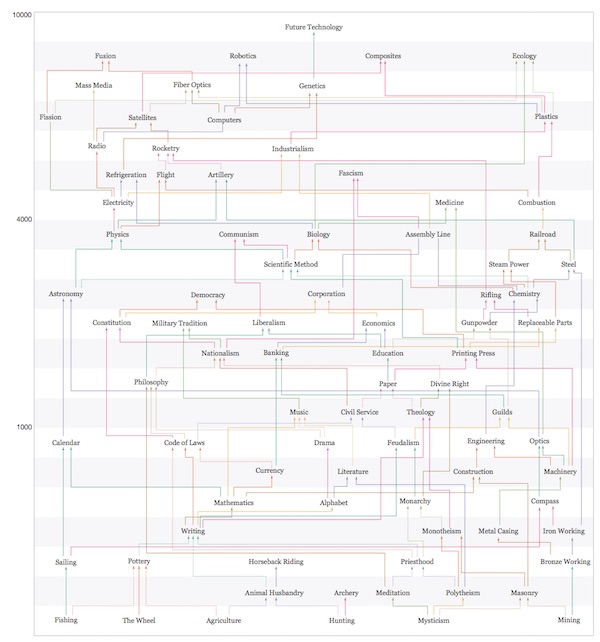 10000
Future Technology
Fuxion
Robotics
Composites
Ecology
Mass Media
Fiber Optics
Genetics
Fission
Satellites
Computers
Plastics
Radio
Rocketry
Industrialism
Refrigeration
Flight
Artillery
Fascism
Electricity
Medicine
Combustion
4000
Physics
Communism
Biology
Assembly Line
Railroad
Scientific Method
Steam Power
Steel
Astronomy
Democracy
Corporation
Rifling
Chemistry
Constitution
Military Tradition
Liberalism
Economics
Gunpowder
Replaceable Parts
Nationalism
Banking
Education
Printing Press
Philosophy
Paper
Divine Right
Music
Civil Service
Theology
Guilds
1000
Calendar
Code of Laws
Drama
Feudalism
Engineering
Optics
Currency
Literature
Construction
Machinery
Mathematics
Alphabet
Monarchy
Compass
Writing
Monotheism
Metal Casing
Iron Working
Sailing
Pottery
Horseback Riding
Priesthood
Bronze Working
Animal Husbandry
Archery
Meditation
Polytheism
Masonry
Fishing
The Wheel
Agriculture
Hunting
Mysticism
Mining